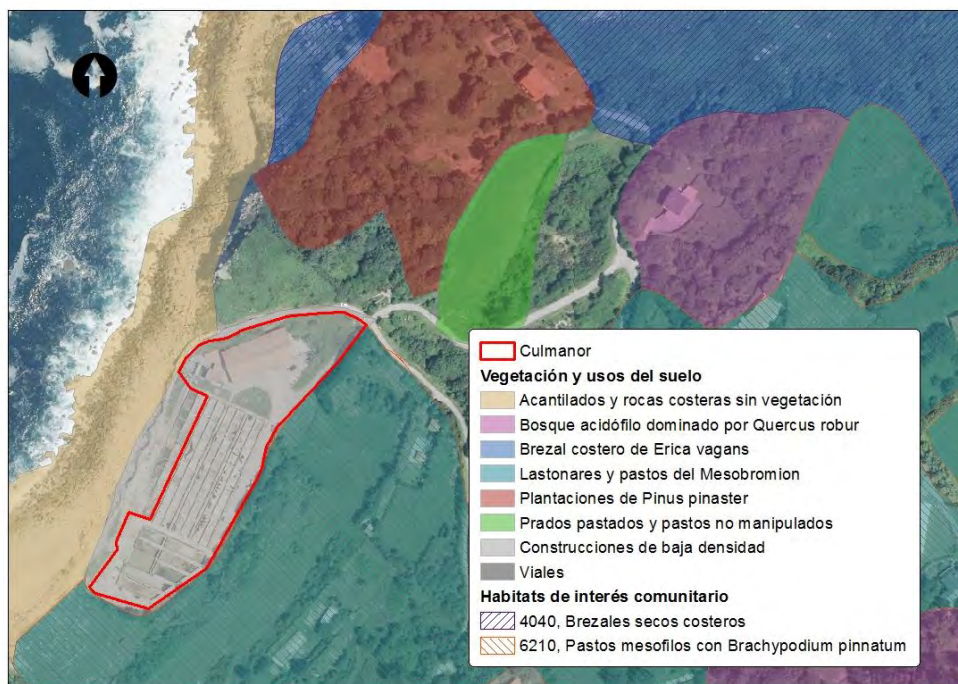 Culmanor
Vegetación y usos del suelo
Acantilados y rocas costeras sin vegetación
Bosque acidófilo dominado por Quercus robur
Brezal costero de Erica vagans
Lastonares y pastos del Mesobromion
Plantaciones de Pinus pinaster
Prados pastados y pastos no manipulados
Construcciones de baja densidad
Viales
Habitats de interés comunitario
4040, Brezales secos costeros
6210, Pastos mesofilos con Brachypodium pinnatum